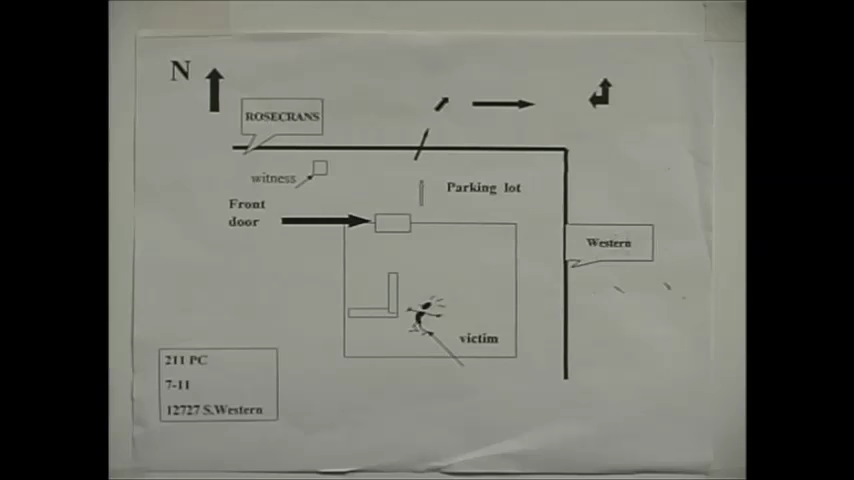 N
ROSECRANS
witness
Parking lot
Front
door
Western
victim
211 PC
7-11
12727 S.Western